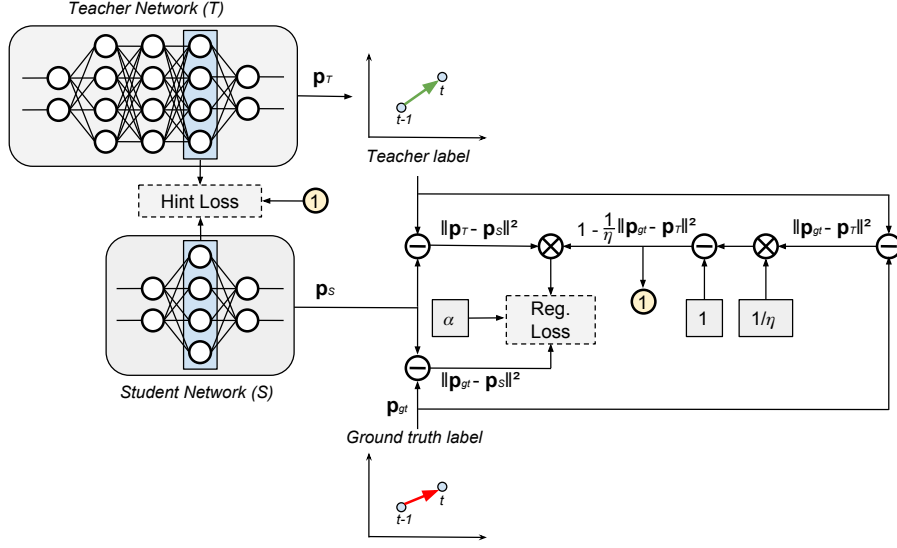 Teacher Network (T)
p_T
t
t-1
Teacher label
Hint Loss
1
‖p_T - p_S‖²
1 - 1/η ‖p_gt - p_T‖²
‖p_gt - p_T‖²
p_S
α
Reg.
Loss
1
1
1/η
Student Network (S)
‖p_gt - p_S‖²
p_gt
Ground truth label
t
t-1